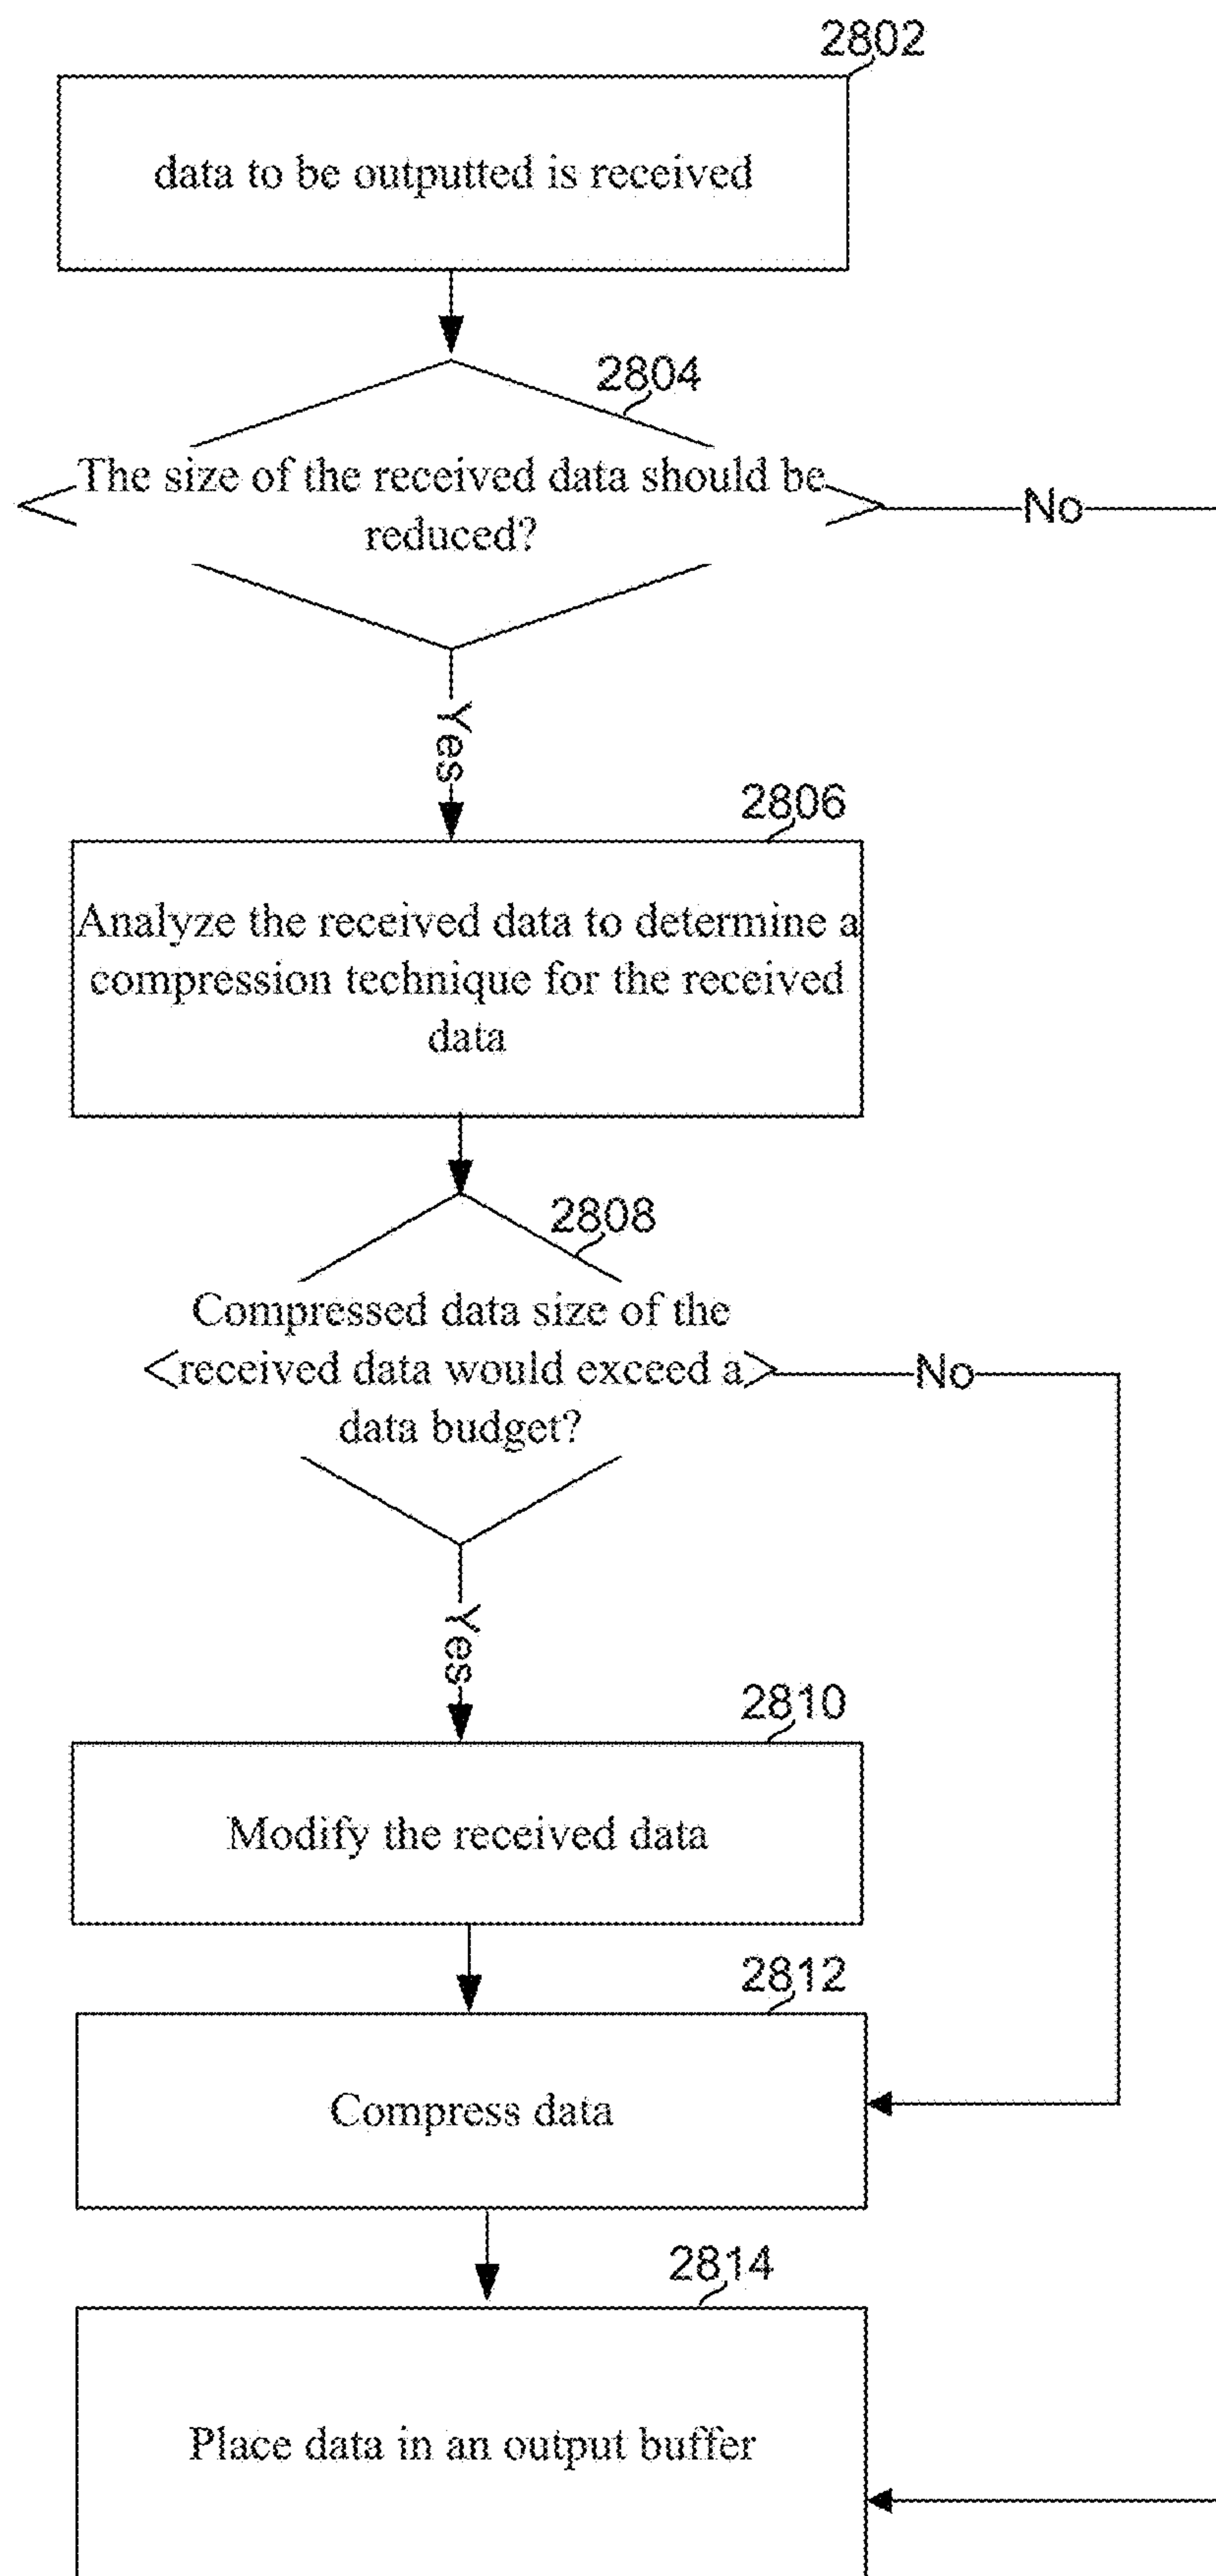 2802
data to be outputted is received
2804
The size of the received data should be
reduced?
No
Yes
2806
Analyze the received data to determine a
compression technique for the received
data
2808
Compressed data size of the
received data would exceed a
data budget?
No
Yes
2810
Modify the received data
2812
Compress data
2814
Place data in an output buffer